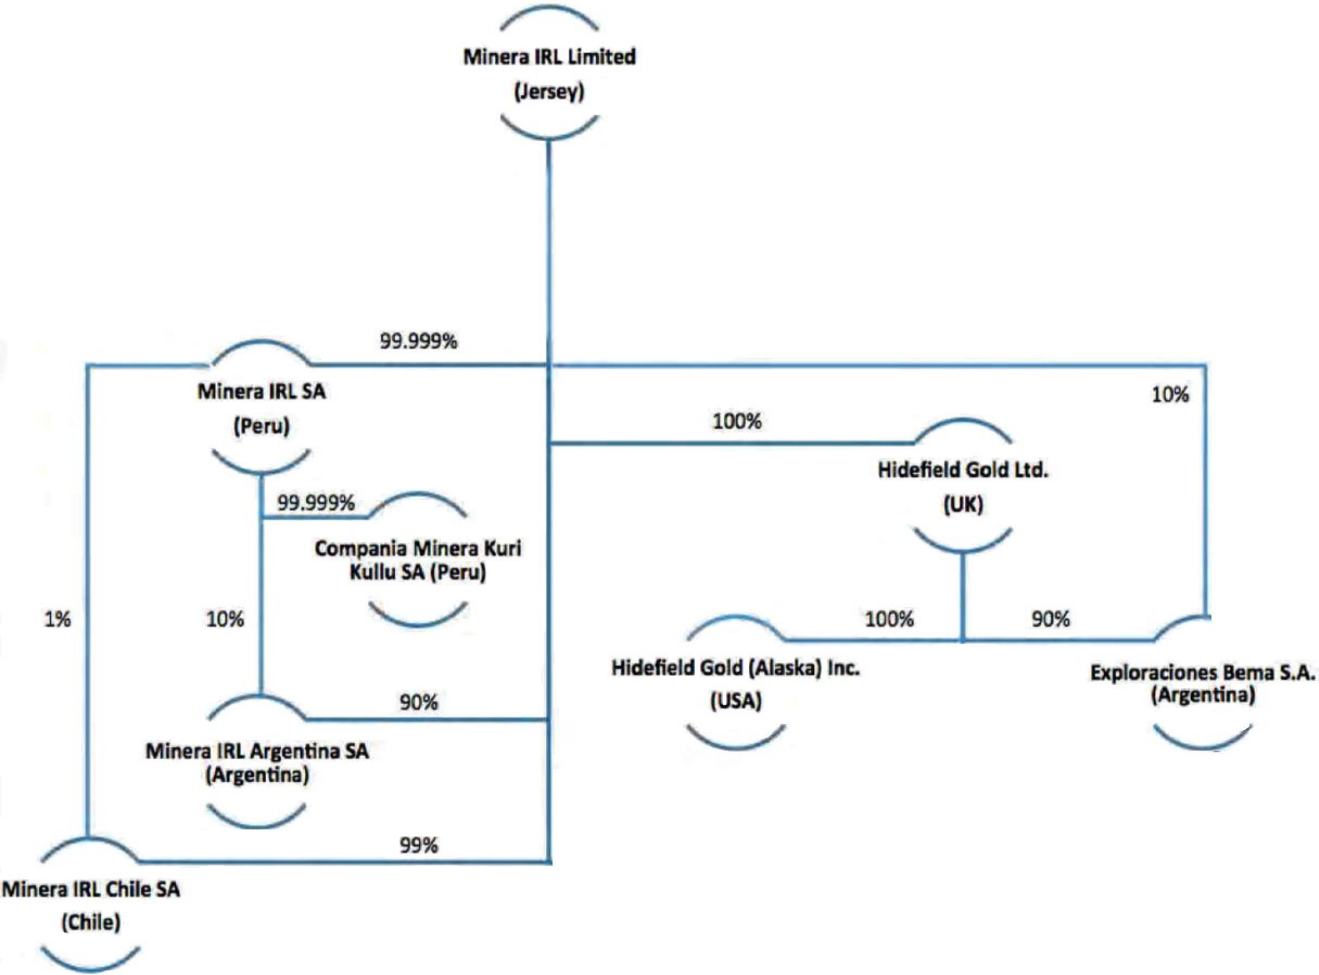 Minera IRL Limited
(Jersey)
99.999%
Minera IRL SA
(Peru)
10%
100%
Hidefield Gold Ltd.
(UK)
99.999%
Compania Minera Kuri
Kullu SA (Peru)
1%
10%
100%
90%
Hidefield Gold (Alaska) Inc.
(USA)
Exploraciones Bema S.A.
(Argentina)
90%
Minera IRL Argentina SA
(Argentina)
99%
Minera IRL Chile SA
(Chile)